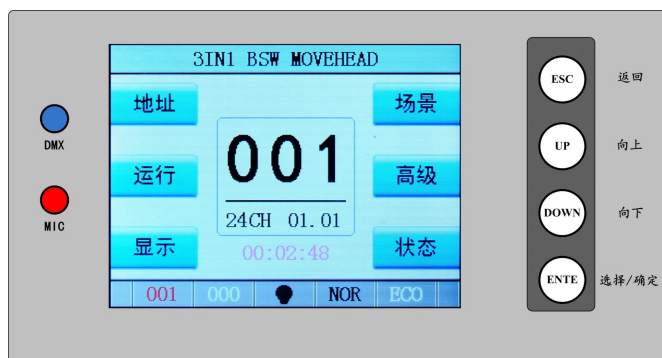 3IN1 BSW MOVEHEAD
地址
场景
001
运行
高级
24CH 01.01
显示
00:02:48
状态
001 000 NOR ECO
DMX
MIC
ESC 返回
UP 向上
DOWN 向下
ENTE 选择/确定